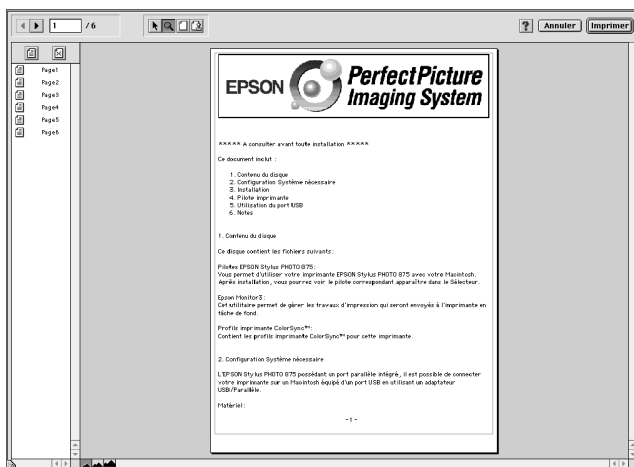 1 / 6
? Annuler Imprimer
Page1
Page2
Page3
Page4
Page5
Page6
EPSON PerfectPicture
Imaging System
***** A consulter avant toute installation *****
Ce document inclut :
1. Contenu du disque
2. Configuration Système nécessaire
3. Installation
4. Pilote imprimante
5. Utilisation du port USB
6. Notes
1. Contenu du disque
Ce disque contient les fichiers suivants:
Pilotes EPSON Stylus PHOTO 875:
Vous permet d'utiliser votre imprimante EPSON Stylus PHOTO 875 avec votre Macintosh.
Après installation, vous pourrez voir le pilote correspondant apparaître dans le Sélecteur.
Epson Monitor3:
Cet utilitaire permet de gérer les travaux d'impression qui seront envoyés à l'imprimante en
tâche de fond.
Profils imprimante ColorSync™:
Contient les profils imprimante ColorSync™ pour cette imprimante.
2. Configuration Système nécessaire
L'EPSON Stylus PHOTO 875 possédant un port parallèle intégré, il est possible de connecter
votre imprimante sur un Macintosh équipé d'un port USB en utilisant un adaptateur
USB/Parallèle.
Matériel:
-1-